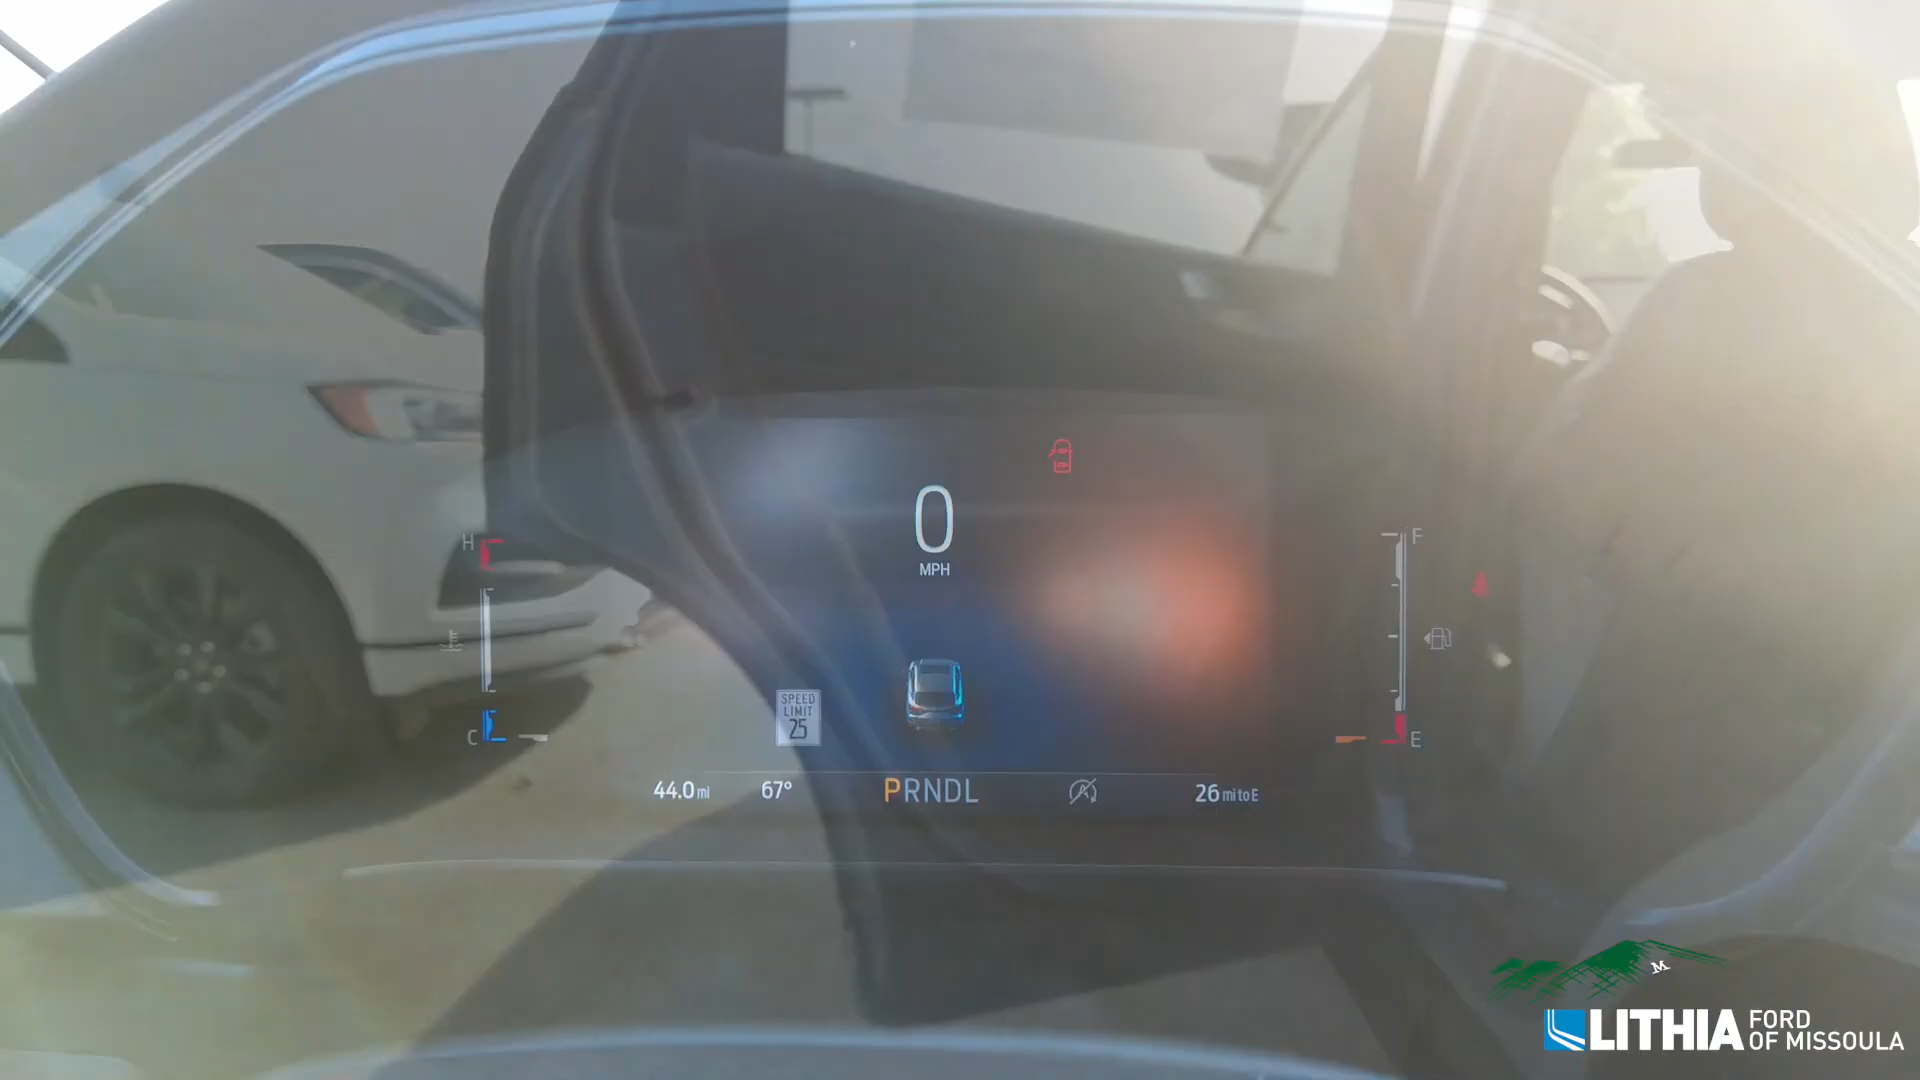 0
MPH
H
F
SPEED
LIMIT
25
C
E
44.0 mi
67°
PRNDL
26 mi to E
M
LITHIA FORD OF MISSOULA